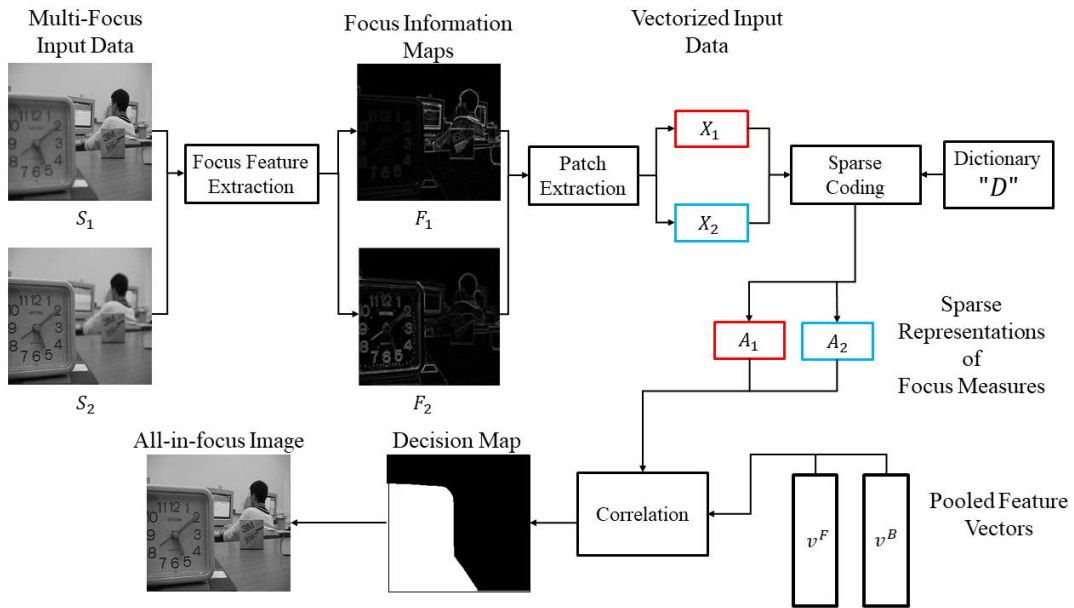 Multi-Focus
Input Data
Focus Information
Maps
Vectorized Input
Data
S₁
S₂
Focus Feature
Extraction
F₁
F₂
Patch
Extraction
X₁
X₂
Sparse
Coding
Dictionary
"D"
A₁
A₂
Sparse
Representations
of
Focus Measures
All-in-focus Image
Decision Map
Correlation
vᶠ
vᴮ
Pooled Feature
Vectors